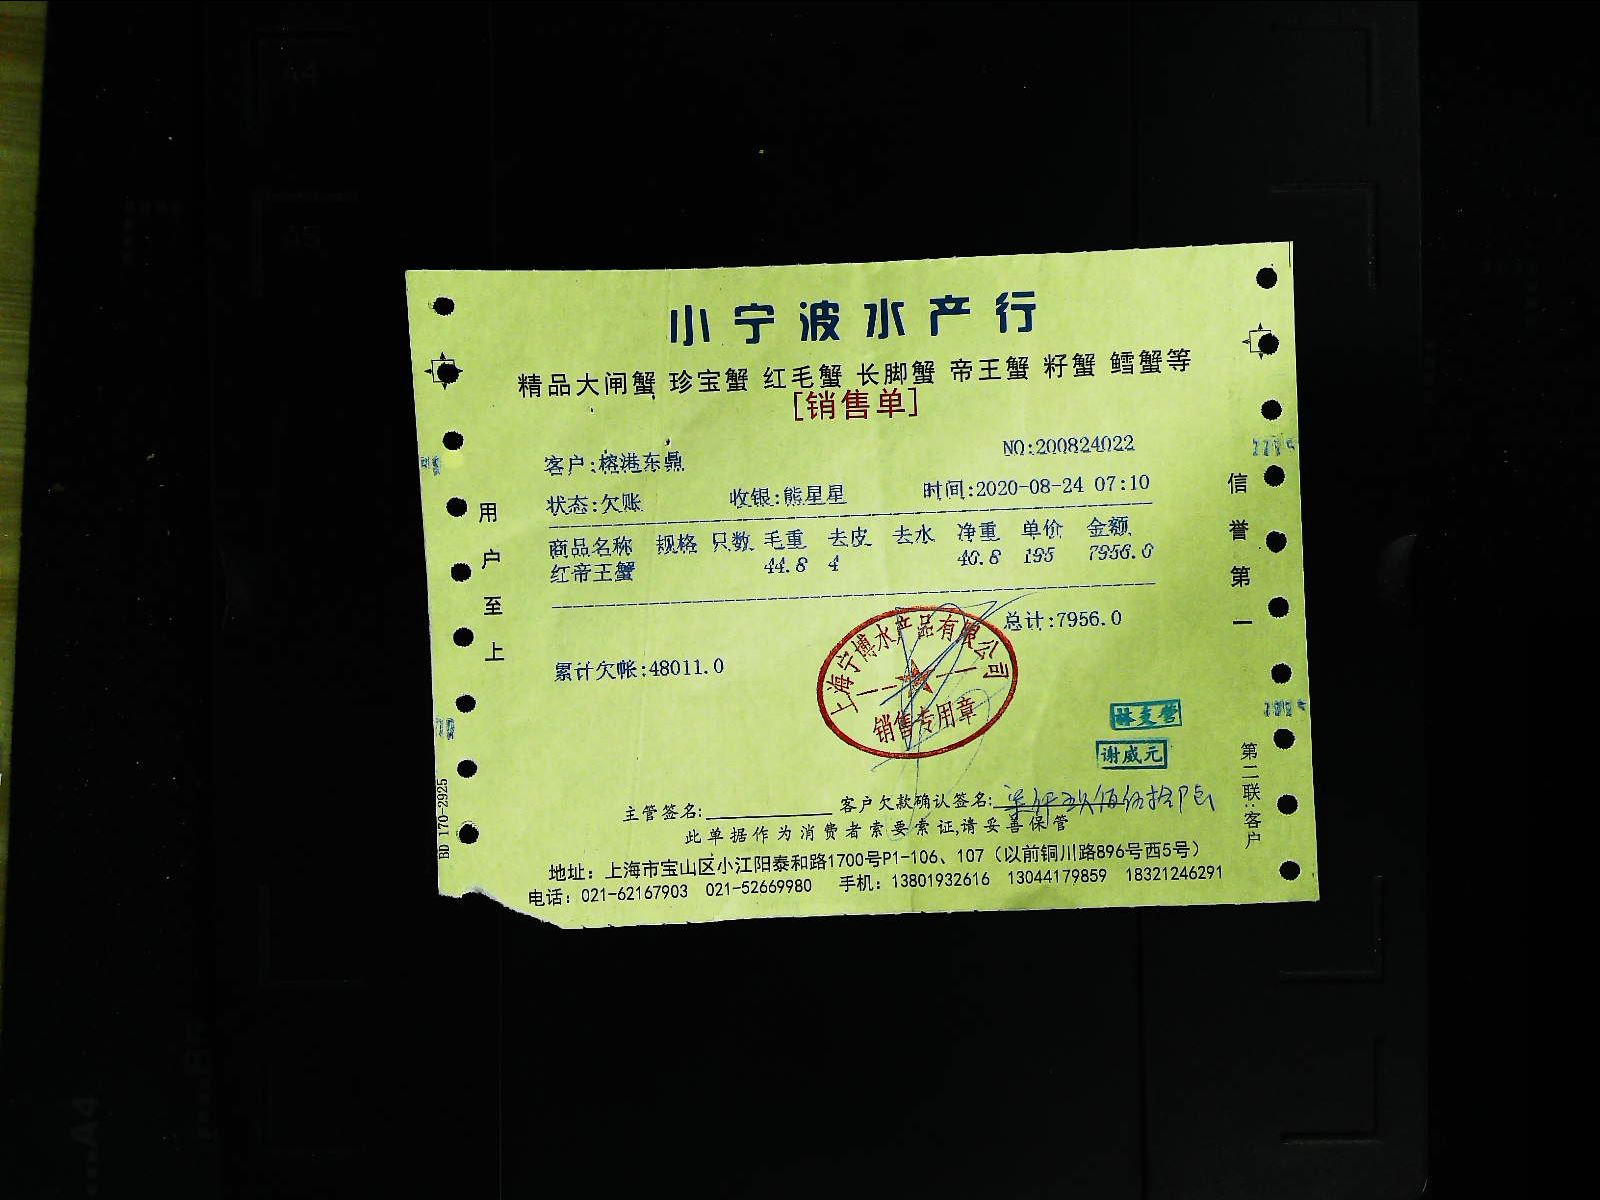 小宁波水产行
精品大闸蟹 珍宝蟹 红毛蟹 长脚蟹 帝王蟹 籽蟹 鳕蟹等
[销售单]
NO:200824022
客户:榕港东鼎
状态:欠账 收银:熊星星 时间:2020-08-24 07:10
商品名称 规格 只数 毛重 去皮 去水 净重 单价 金额
红帝王蟹 44.8 4 40.8 195 7956.0
总计:7956.0
累计欠帐:48011.0
上海宁博水产品有限公司
销售专用章
谢威元
主管签名: 客户欠款确认签名:
此单据作为消费者索要索证,请妥善保管
地址：上海市宝山区小江阳泰和路1700号P1-106、107（以前铜川路896号西5号）
电话：021-62167903 021-52669980 手机：13801932616 13044179859 18321246291
用户至上
信誉第一
第二联:客户
BD 170-2925
A4
A5
A4